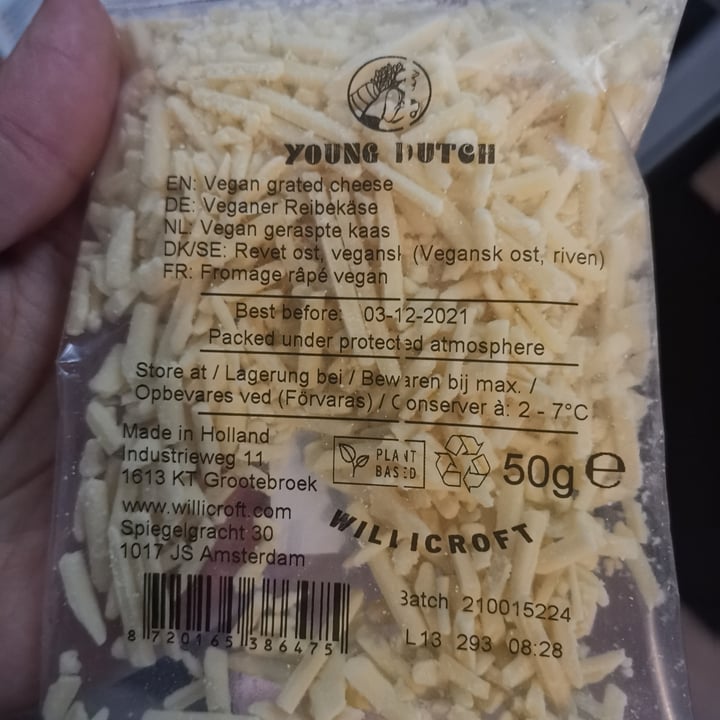 YOUNG DUTCH
EN: Vegan grated cheese
DE: Veganer Reibekäse
NL: Vegan geraspte kaas
DK/SE: Revet ost, vegansk (Vegansk ost, riven)
FR: Fromage râpé vegan
Best before: 03-12-2021
Packed under protected atmosphere
Store at / Lagerung bei / Bewaren bij max. /
Opbevares ved (Förvaras) / Conserver à: 2 - 7°C
Made in Holland
Industrieweg 11
1613 KT Grootebroek
PLANT
BASED
50g e
www.willicroft.com
Spiegelgracht 30
1017 JS Amsterdam
WILLICROFT
Batch 210015224
L13 293 08:28
8 720165 386475